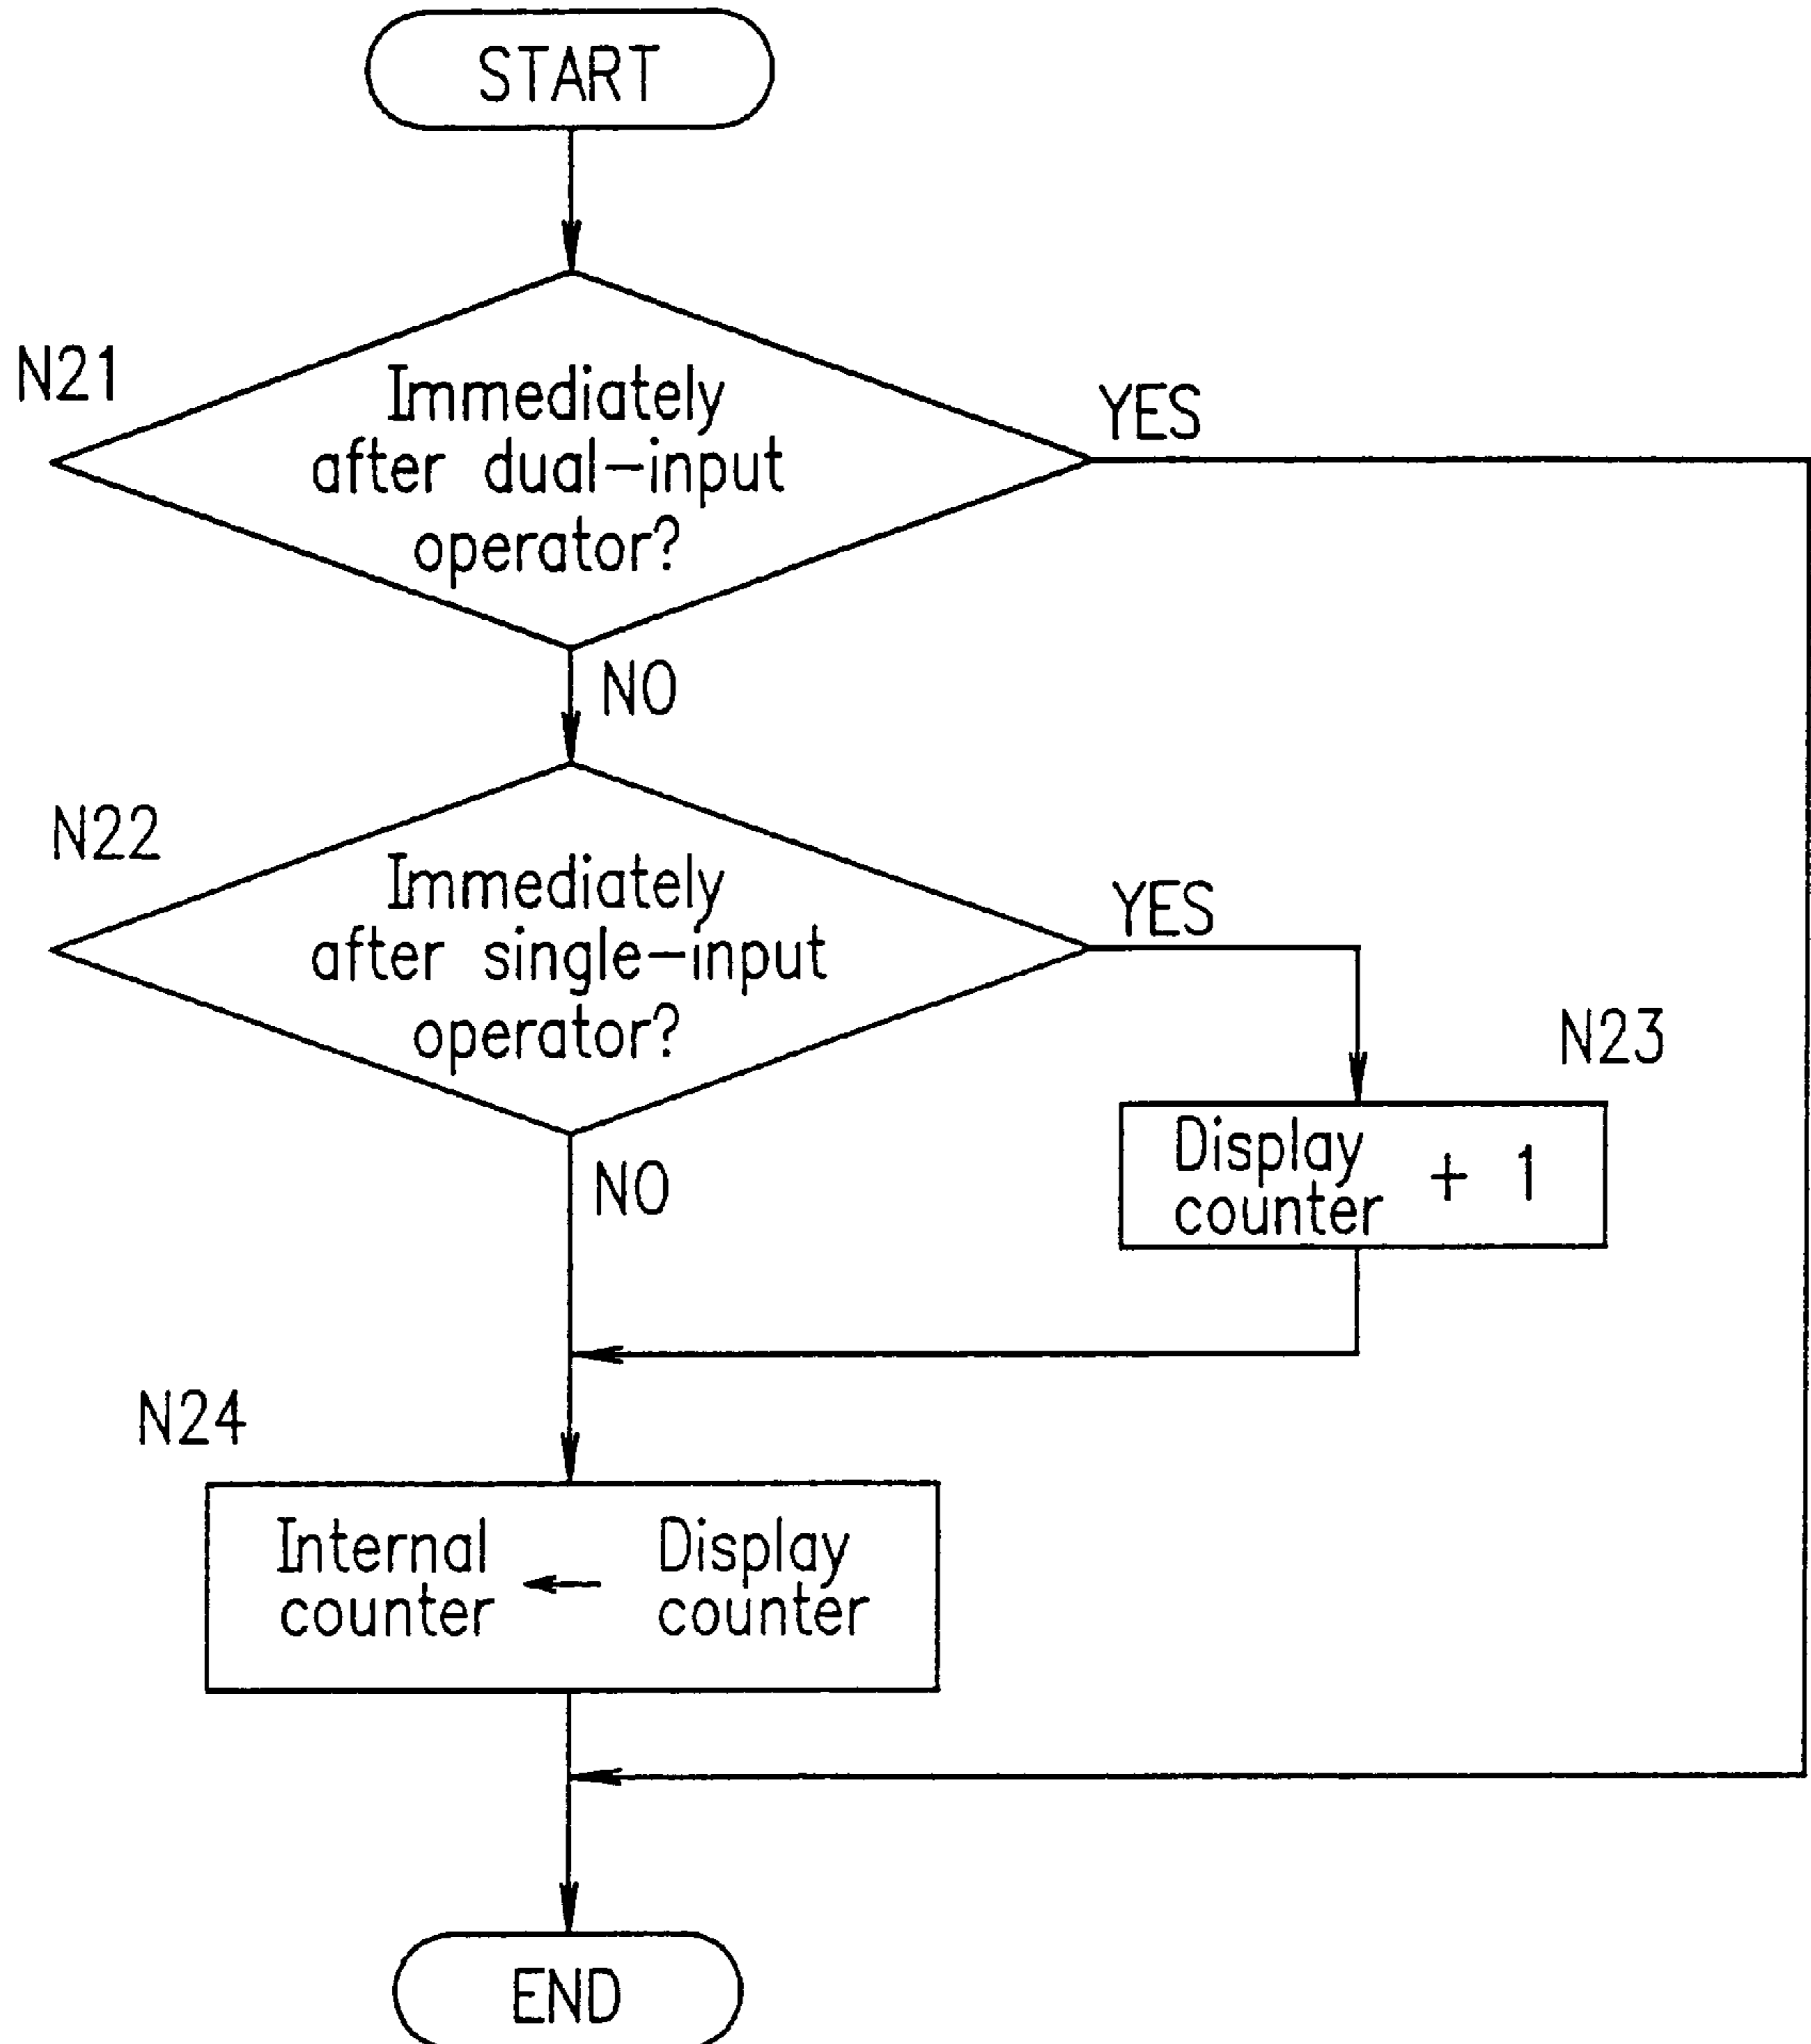 START
N21
Immediately
after dual-input
operator?
YES
NO
N22
Immediately
after single-input
operator?
YES
NO
N23
Display
counter + 1
N24
Internal
counter
←
Display
counter
END